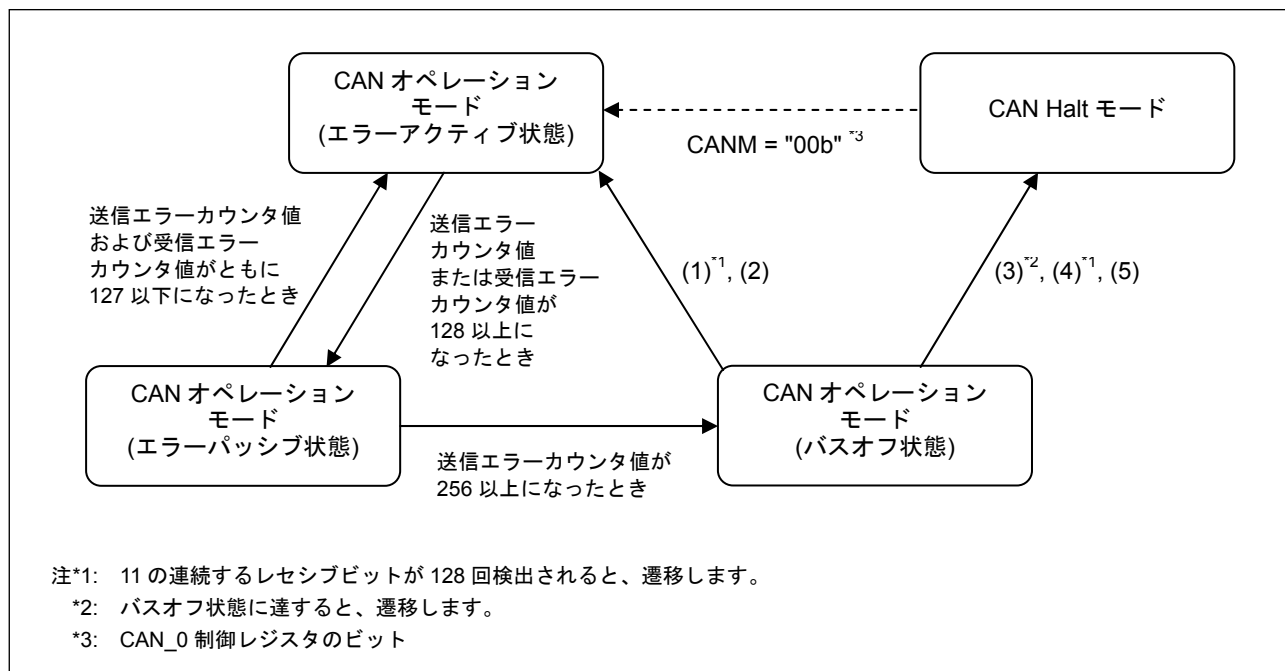 CAN オペレーション
モード
(エラーアクティブ状態)
CAN Halt モード
CANM = "00b" *3
送信エラーカウンタ値
および受信エラー
カウンタ値がともに
127 以下になったとき
送信エラー
カウンタ値
または受信エラー
カウンタ値が
128 以上に
なったとき
(1)*1, (2)
(3)*2, (4)*1, (5)
CAN オペレーション
モード
(エラーパッシブ状態)
CAN オペレーション
モード
(バスオフ状態)
送信エラーカウンタ値が
256 以上になったとき
注*1: 11 の連続するレセシブビットが 128 回検出されると、遷移します。
*2: バスオフ状態に達すると、遷移します。
*3: CAN_0 制御レジスタのビット